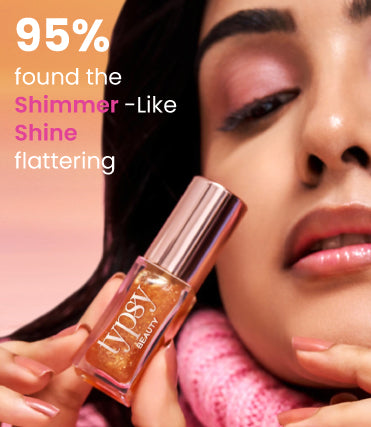 95%
found the
Shimmer -Like
Shine
flattering
typsy
BEAUTY